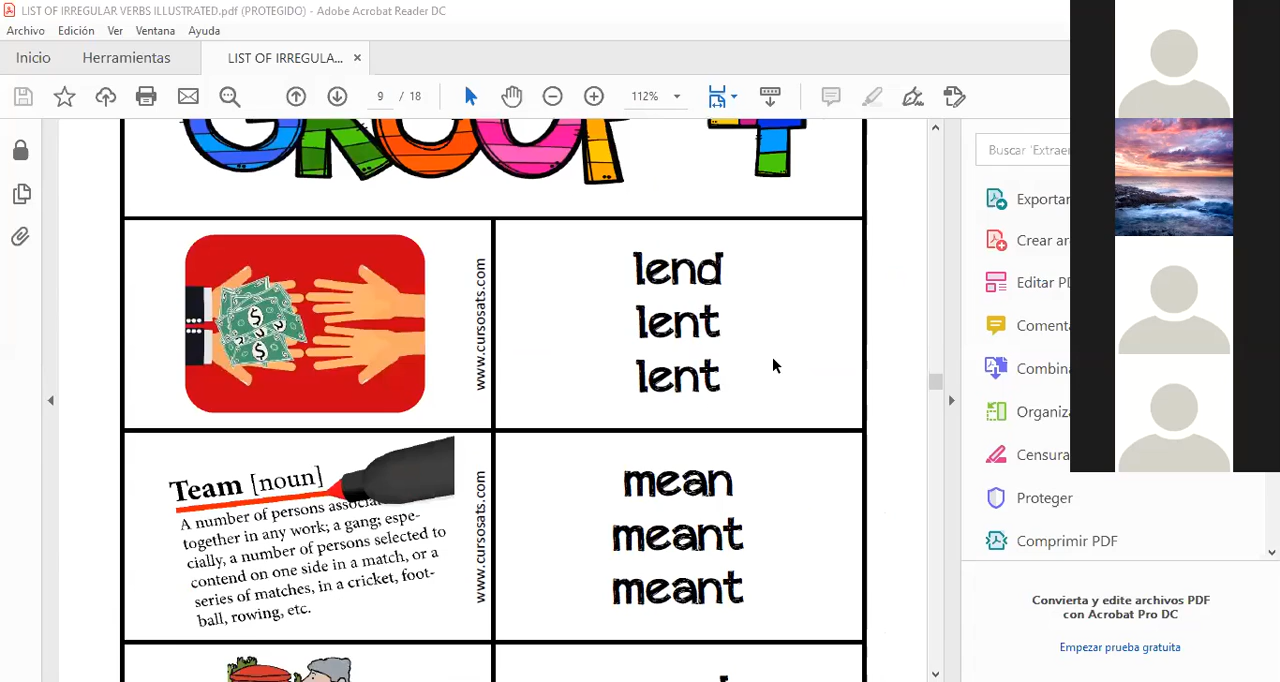 LIST OF IRREGULAR VERBS ILLUSTRATED.pdf (PROTEGIDO) - Adobe Acrobat Reader DC
Archivo Edición Ver Ventana Ayuda
Inicio Herramientas LIST OF IRREGULA... ×
9 / 18 112%
GROUP 4
Buscar 'Extraer
Exportar
Crear ar
Editar PD
Comenta
Combina
Organiza
Censura
Proteger
Comprimir PDF
Convierta y edite archivos PDF
con Acrobat Pro DC
Empezar prueba gratuita
www.cursosats.com
lend
lent
lent
Team [noun]
A number of persons associa
together in any work; a gang; espe-
cially, a number of persons selected to
contend on one side in a match, or a
series of matches, in a cricket, foot-
ball, rowing, etc.
www.cursosats.com
mean
meant
meant